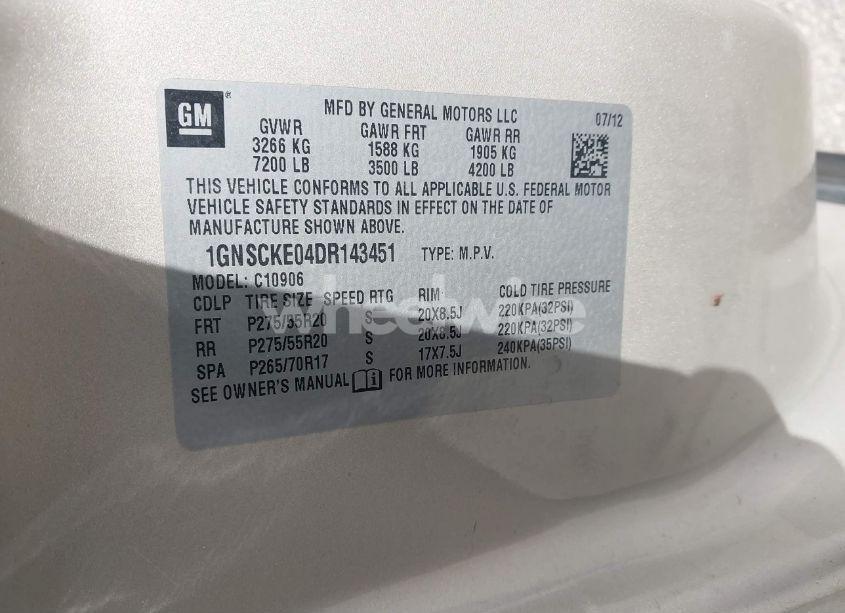 GM®
MFD BY GENERAL MOTORS LLC 07/12
GVWR GAWR FRT GAWR RR
3266 KG 1588 KG 1905 KG
7200 LB 3500 LB 4200 LB
THIS VEHICLE CONFORMS TO ALL APPLICABLE U.S. FEDERAL MOTOR
VEHICLE SAFETY STANDARDS IN EFFECT ON THE DATE OF
MANUFACTURE SHOWN ABOVE.
1GNSCKE04DR143451 TYPE: M.P.V.
MODEL: C10906
CDLP TIRE SIZE SPEED RTG RIM COLD TIRE PRESSURE
FRT P275/55R20 S 20X8.5J 220KPA(32PSI)
RR P275/55R20 S 20X8.5J 220KPA(32PSI)
SPA P265/70R17 S 17X7.5J 240KPA(35PSI)
SEE OWNER'S MANUAL i FOR MORE INFORMATION.
wheelwise